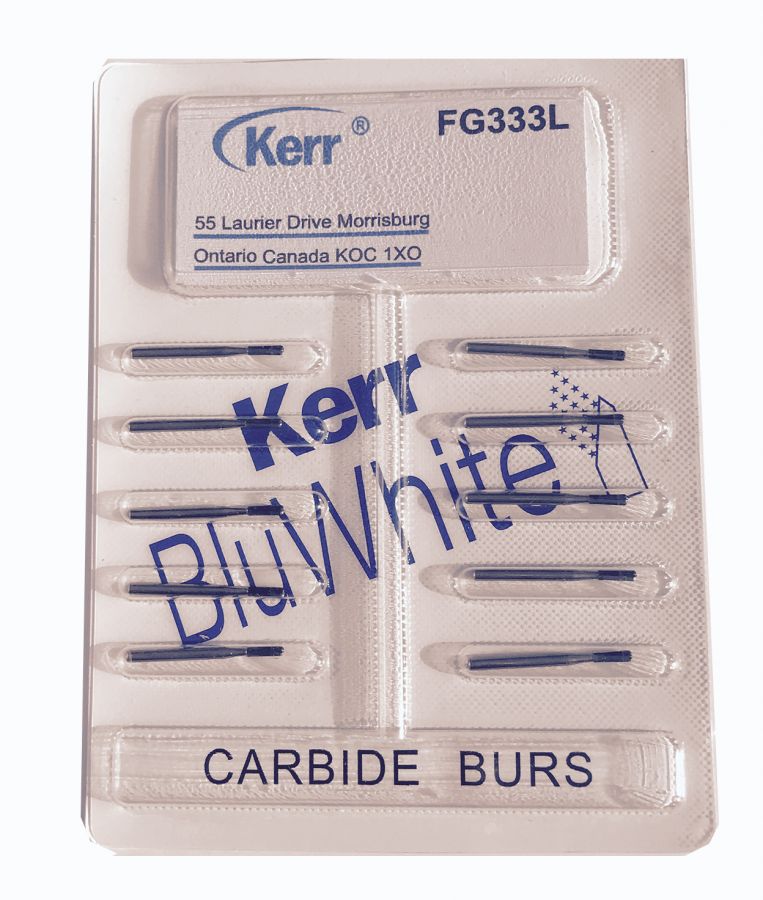 Kerr ®
FG333L
55 Laurier Drive Morrisburg
Ontario Canada KOC 1XO
Kerr
BluWhite
CARBIDE BURS